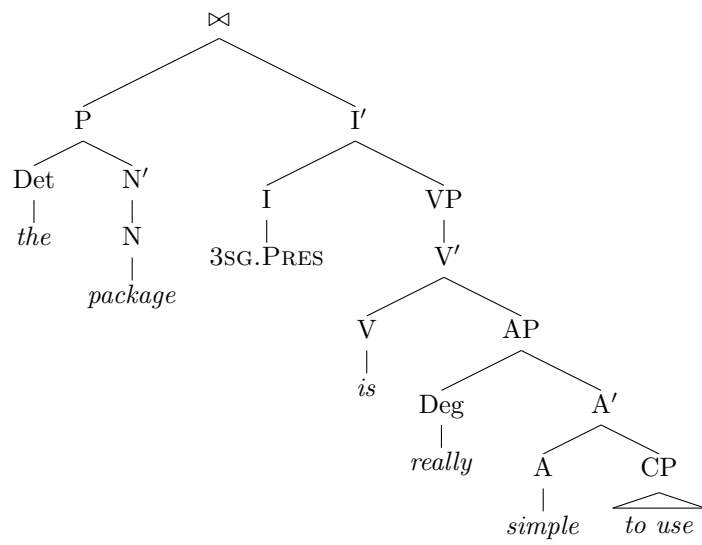 ⋈
P I′
Det N′ I VP
the N 3SG.PRES V′
package
V AP
is Deg A′
really A CP
simple to use